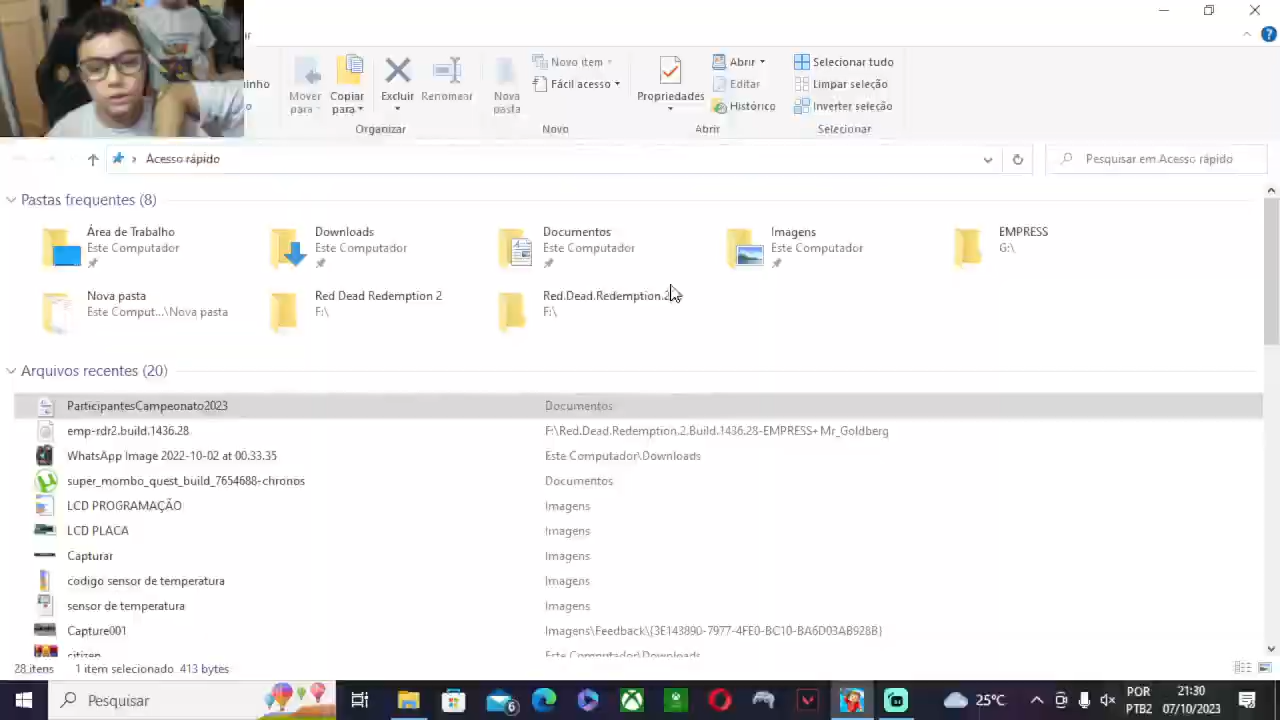 ar
inho
o
Mover para
Copiar para
Excluir
Renomear
Nova pasta
Novo item
Fácil acesso
Propriedades
Abrir
Editar
Histórico
Selecionar tudo
Limpar seleção
Inverter seleção
Organizar
Novo
Abrir
Selecionar
Acesso rápido
Pesquisar em Acesso rápido
Pastas frequentes (8)
Área de Trabalho
Este Computador
Downloads
Este Computador
Documentos
Este Computador
Imagens
Este Computador
EMPRESS
G:\
Nova pasta
Este Comput...\Nova pasta
Red Dead Redemption 2
F:\
Red.Dead.Redemption.
F:\
Arquivos recentes (20)
ParticipantesCampeonato2023 Documentos
emp-rdr2.build.1436.28 F:\Red.Dead.Redemption.2.Build.1436.28-EMPRESS+Mr_Goldberg
WhatsApp Image 2022-10-02 at 00.33.35 Este Computador\Downloads
super_mombo_quest_build_7654688-chronos Documentos
LCD PROGRAMAÇÃO Imagens
LCD PLACA Imagens
Capturar Imagens
codigo sensor de temperatura Imagens
sensor de temperatura Imagens
Capture001 Imagens\Feedback\{3E143890-7977-4FE0-BC10-BA6D03AB928B}
citizen Este Computador\Downloads
28 itens 1 item selecionado 413 bytes
Pesquisar
6
25°C
POR
PTB2
21:30
07/10/2023